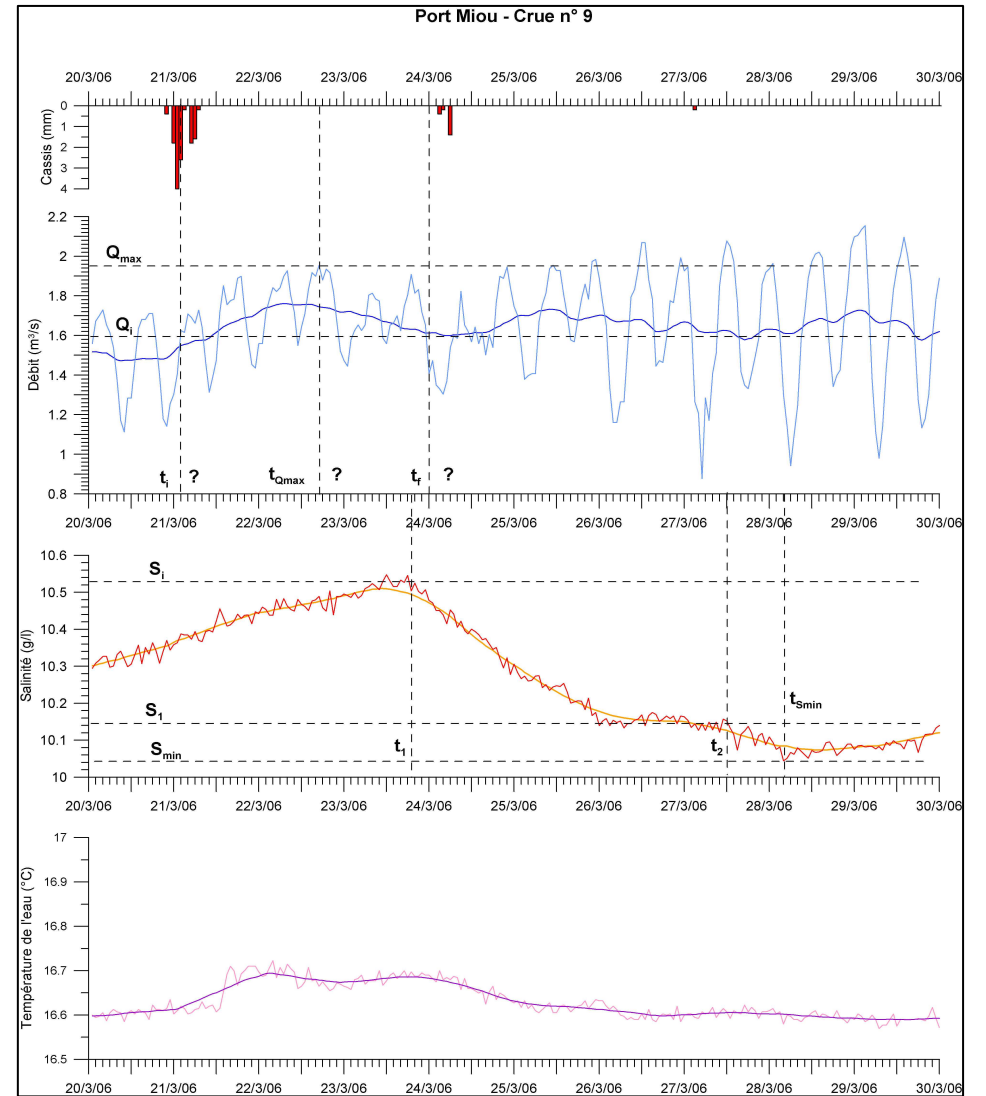 Port Miou - Crue n° 9
20/3/06 21/3/06 22/3/06 23/3/06 24/3/06 25/3/06 26/3/06 27/3/06 28/3/06 29/3/06 30/3/06
Cassis (mm)
0
1
2
3
4
Débit (m³/s)
2.2
2
1.8
1.6
1.4
1.2
1
0.8
Qmax
Qi
ti ? tQmax ? tf ?
20/3/06 21/3/06 22/3/06 23/3/06 24/3/06 25/3/06 26/3/06 27/3/06 28/3/06 29/3/06 30/3/06
Salinité (g/l)
10.6
10.5
10.4
10.3
10.2
10.1
10
Si
S1
Smin
t1 t2 tSmin
20/3/06 21/3/06 22/3/06 23/3/06 24/3/06 25/3/06 26/3/06 27/3/06 28/3/06 29/3/06 30/3/06
Température de l'eau (°C)
17
16.9
16.8
16.7
16.6
16.5
20/3/06 21/3/06 22/3/06 23/3/06 24/3/06 25/3/06 26/3/06 27/3/06 28/3/06 29/3/06 30/3/06